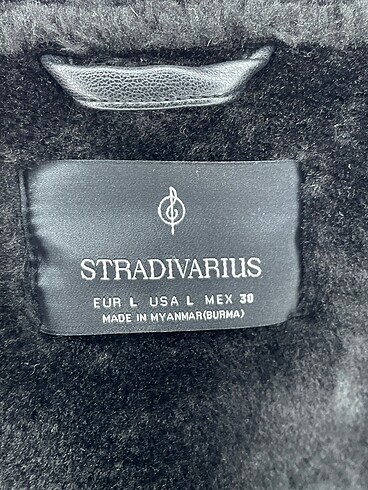 STRADIVARIUS
EUR L USA L MEX 30
MADE IN MYANMAR(BURMA)